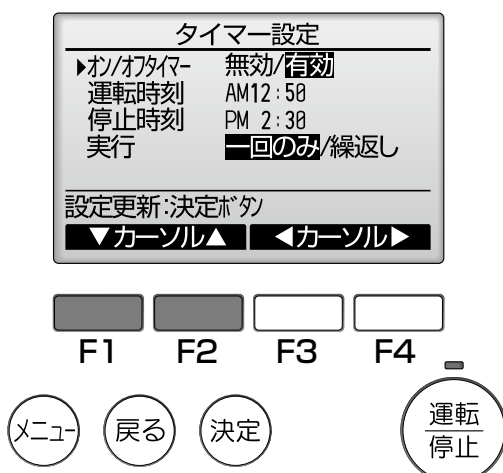 タイマー設定
▶オン/オフタイマー 無効/有効
運転時刻 AM12:50
停止時刻 PM 2:30
実行 一回のみ/繰返し
設定更新:決定ボタン
▼カーソル▲ ◀カーソル▶
F1 F2 F3 F4
メニュー 戻る 決定 運転
停止